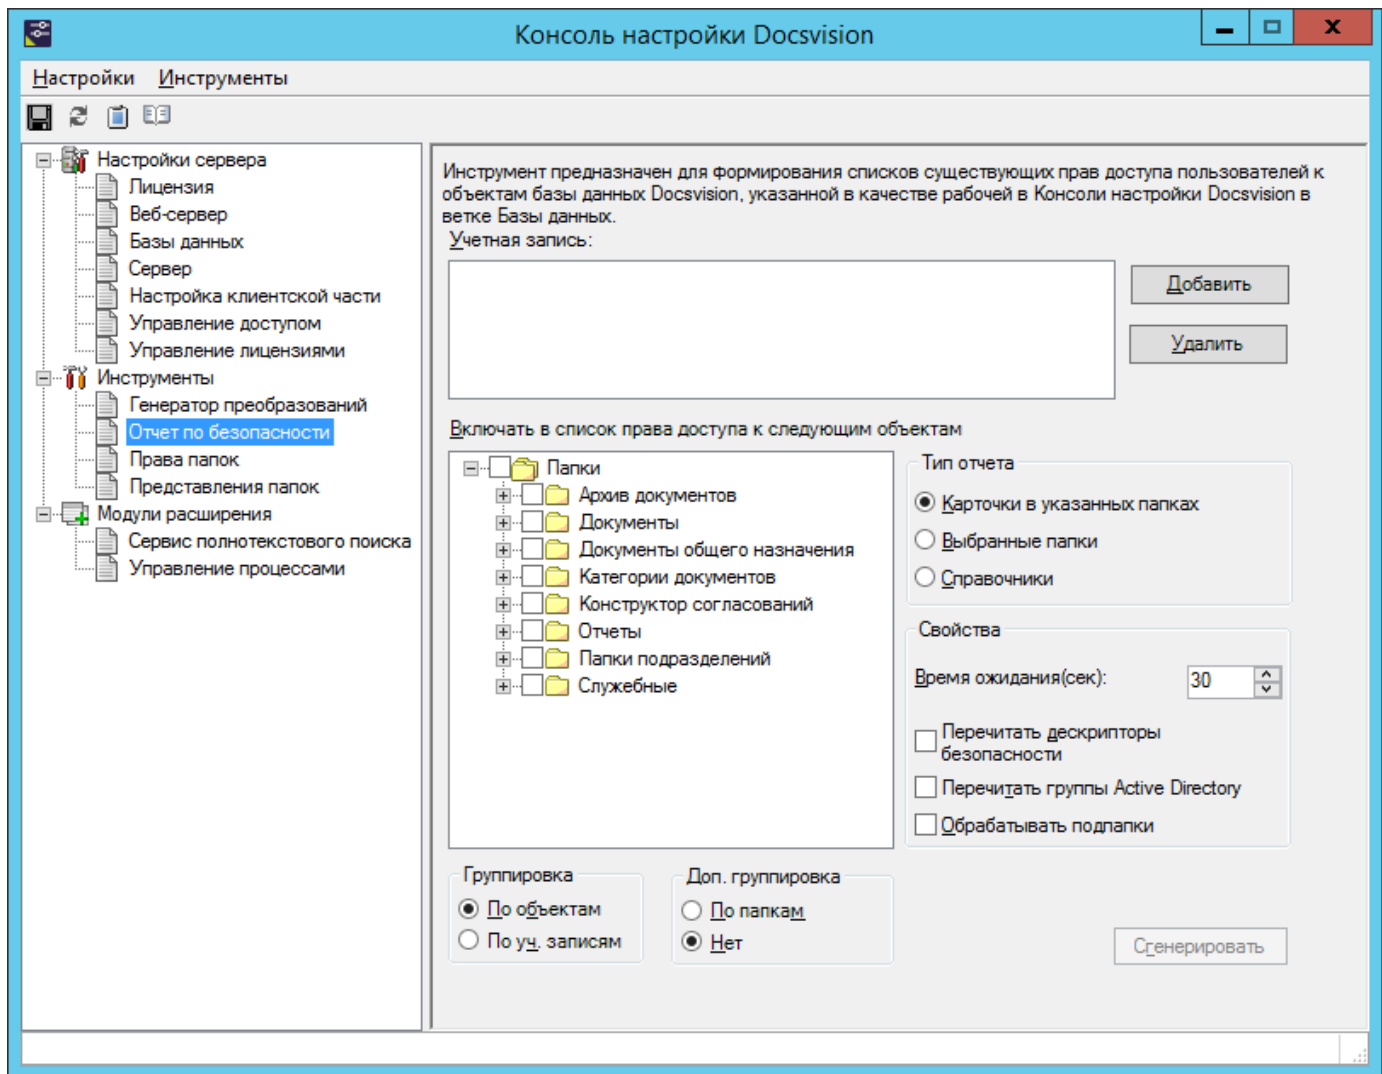 Консоль настройки Docsvision
Настройки Инструменты
Настройки сервера
Лицензия
Веб-сервер
Базы данных
Сервер
Настройка клиентской части
Управление доступом
Управление лицензиями
Инструменты
Генератор преобразований
Отчет по безопасности
Права папок
Представления папок
Модули расширения
Сервис полнотекстового поиска
Управление процессами
Инструмент предназначен для формирования списков существующих прав доступа пользователей к
объектам базы данных Docsvision, указанной в качестве рабочей в Консоли настройки Docsvision в
ветке Базы данных.
Учетная запись:
Добавить
Удалить
Включать в список права доступа к следующим объектам
Папки
Архив документов
Документы
Документы общего назначения
Категории документов
Конструктор согласований
Отчеты
Папки подразделений
Служебные
Тип отчета
Карточки в указанных папках
Выбранные папки
Справочники
Свойства
Время ожидания(сек): 30
Перечитать дескрипторы
безопасности
Перечитать группы Active Directory
Обрабатывать подпапки
Группировка
По объектам
По уч. записям
Доп. группировка
По папкам
Нет
Сгенерировать